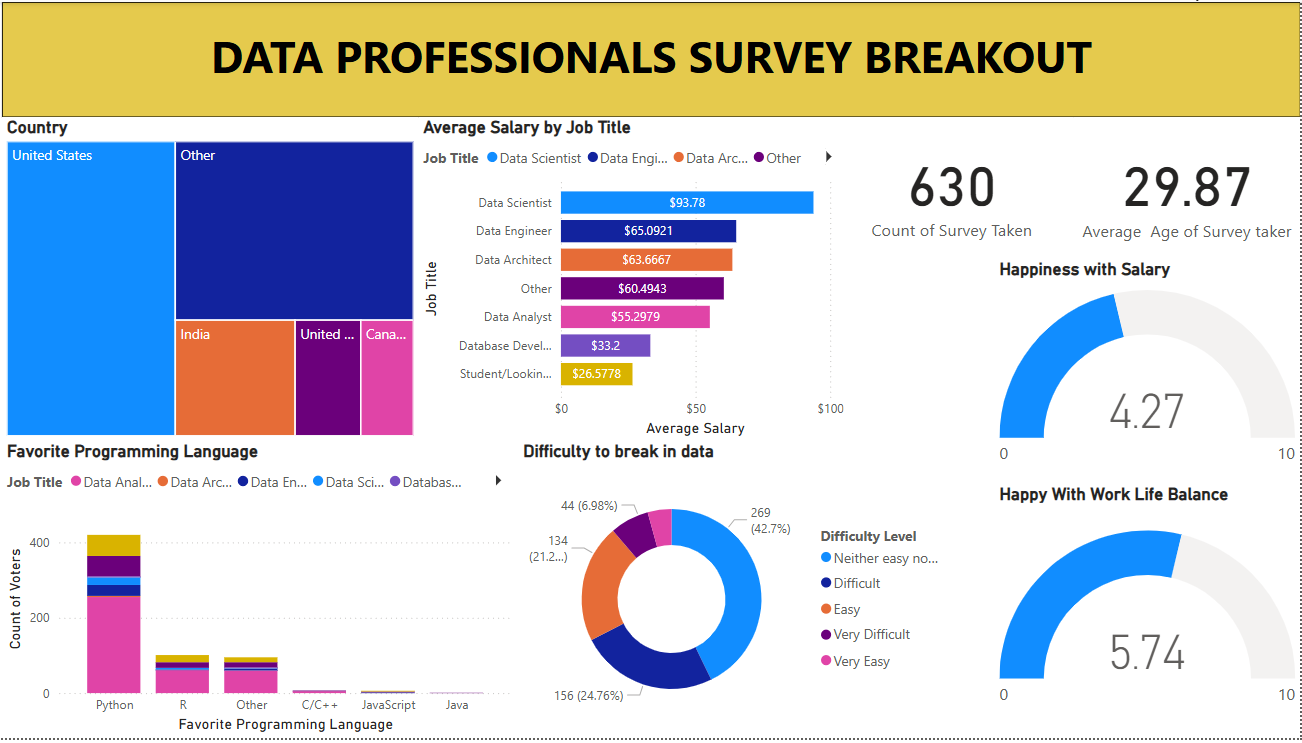 DATA PROFESSIONALS SURVEY BREAKOUT
Country
United States
Other
India
United ...
Cana...
Average Salary by Job Title
Job Title Data Scientist Data Engi... Data Arc... Other
Job Title
Data Scientist $93.78
Data Engineer $65.0921
Data Architect $63.6667
Other $60.4943
Data Analyst $55.2979
Database Devel... $33.2
Student/Lookin... $26.5778
$0 $50 $100
Average Salary
630
Count of Survey Taken
29.87
Average Age of Survey taker
Happiness with Salary
4.27
0 10
Favorite Programming Language
Job Title Data Anal... Data Arc... Data En... Data Sci... Databas...
Count of Voters
400
200
0
Python R Other C/C++ JavaScript Java
Favorite Programming Language
Difficulty to break in data
44 (6.98%)
269
(42.7%)
134
(21.2...)
156 (24.76%)
Difficulty Level
Neither easy no...
Difficult
Easy
Very Difficult
Very Easy
Happy With Work Life Balance
5.74
0 10